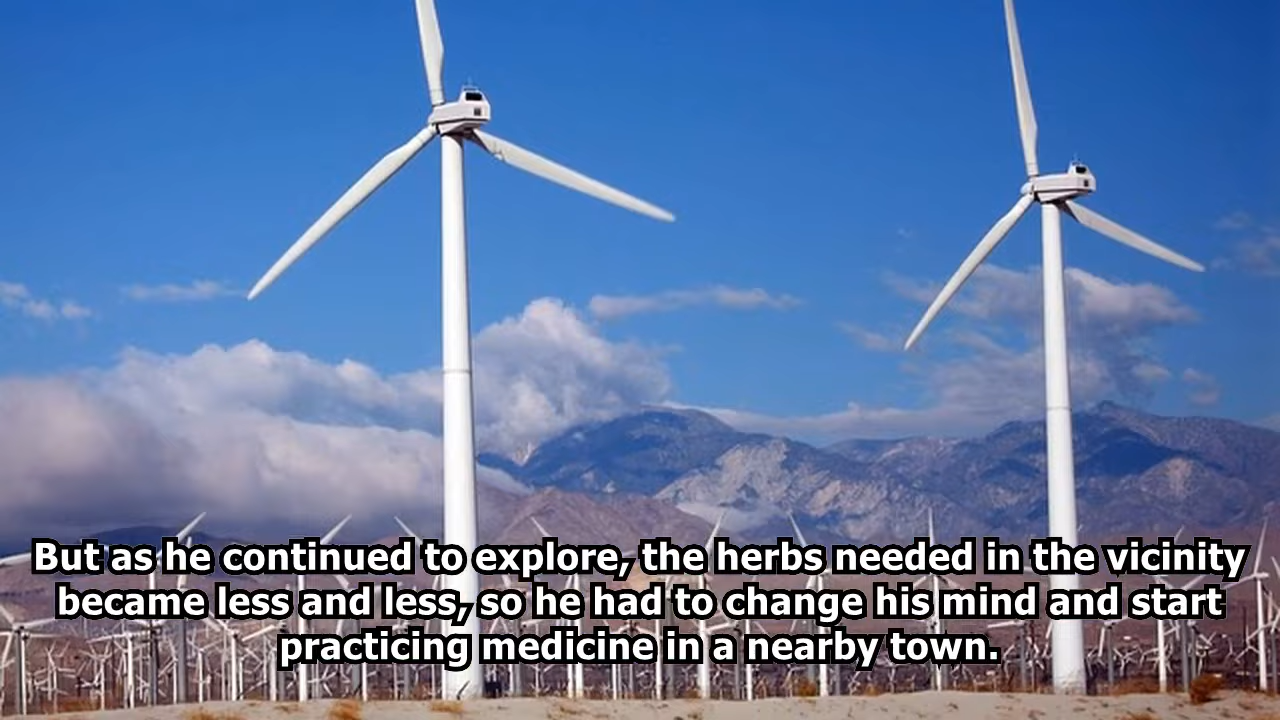 But as he continued to explore, the herbs needed in the vicinity
became less and less, so he had to change his mind and start
practicing medicine in a nearby town.